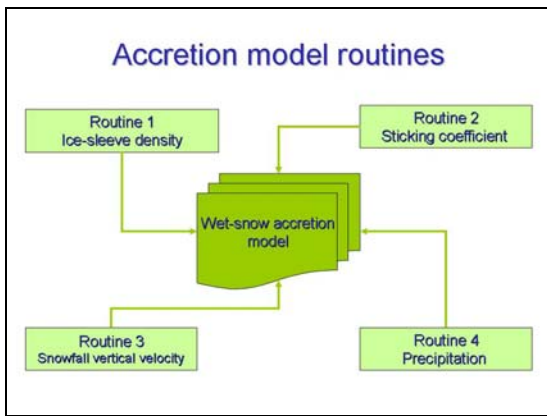 Accretion model routines
Routine 1
Ice-sleeve density
Routine 2
Sticking coefficient
Wet-snow accretion
model
Routine 3
Snowfall vertical velocity
Routine 4
Precipitation